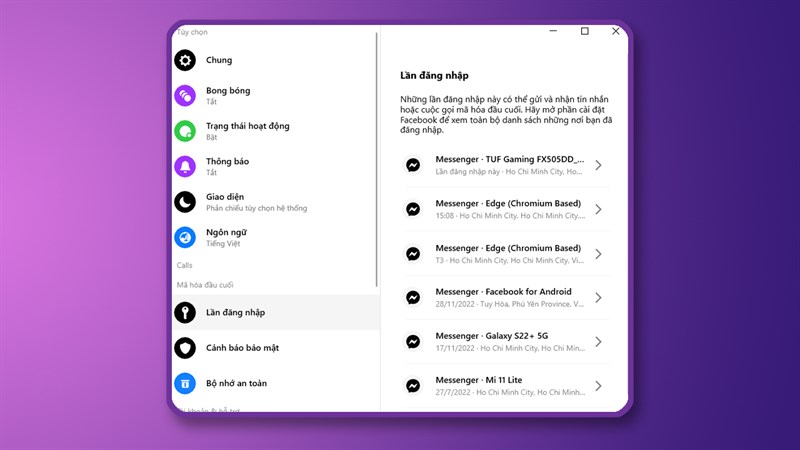 Tùy chọn
Chung
Bong bóng
Tắt
Trạng thái hoạt động
Bật
Thông báo
Tắt
Giao diện
Phản chiếu tùy chọn hệ thống
Ngôn ngữ
Tiếng Việt
Calls
Mã hóa đầu cuối
Lần đăng nhập
Cảnh báo bảo mật
Bộ nhớ an toàn
Lần đăng nhập
Những lần đăng nhập này có thể gửi và nhận tin nhắn
hoặc cuộc gọi mã hóa đầu cuối. Hãy mở phần cài đặt
Facebook để xem toàn bộ danh sách những nơi bạn đã
đăng nhập.
Messenger · TUF Gaming FX505DD_...
Lần đăng nhập này · Ho Chi Minh City, Ho...
Messenger · Edge (Chromium Based)
15:08 · Ho Chi Minh City, Ho Chi Minh City,...
Messenger · Edge (Chromium Based)
T3 · Ho Chi Minh City, Ho Chi Minh City, Vi...
Messenger · Facebook for Android
28/11/2022 · Tuy Hòa, Phú Yên Province, V...
Messenger · Galaxy S22+ 5G
17/11/2022 · Ho Chi Minh City, Ho Chi Min...
Messenger · Mi 11 Lite
27/7/2022 · Ho Chi Minh City, Ho Chi Minh...